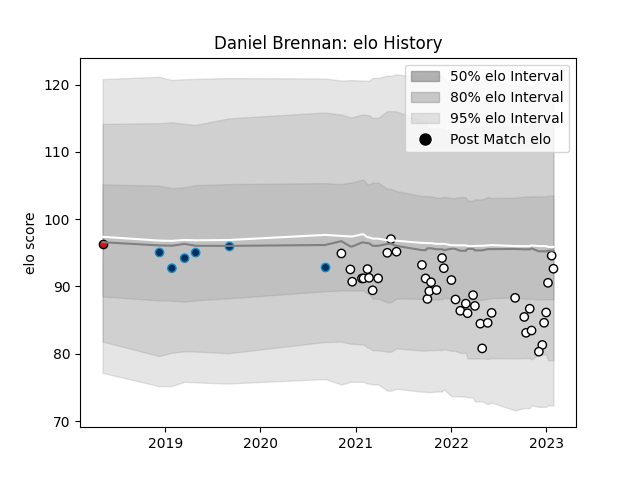 Daniel Brennan: elo History
50% elo Interval
80% elo Interval
95% elo Interval
Post Match elo
elo score
120
110
100
90
80
70
2019 2020 2021 2022 2023